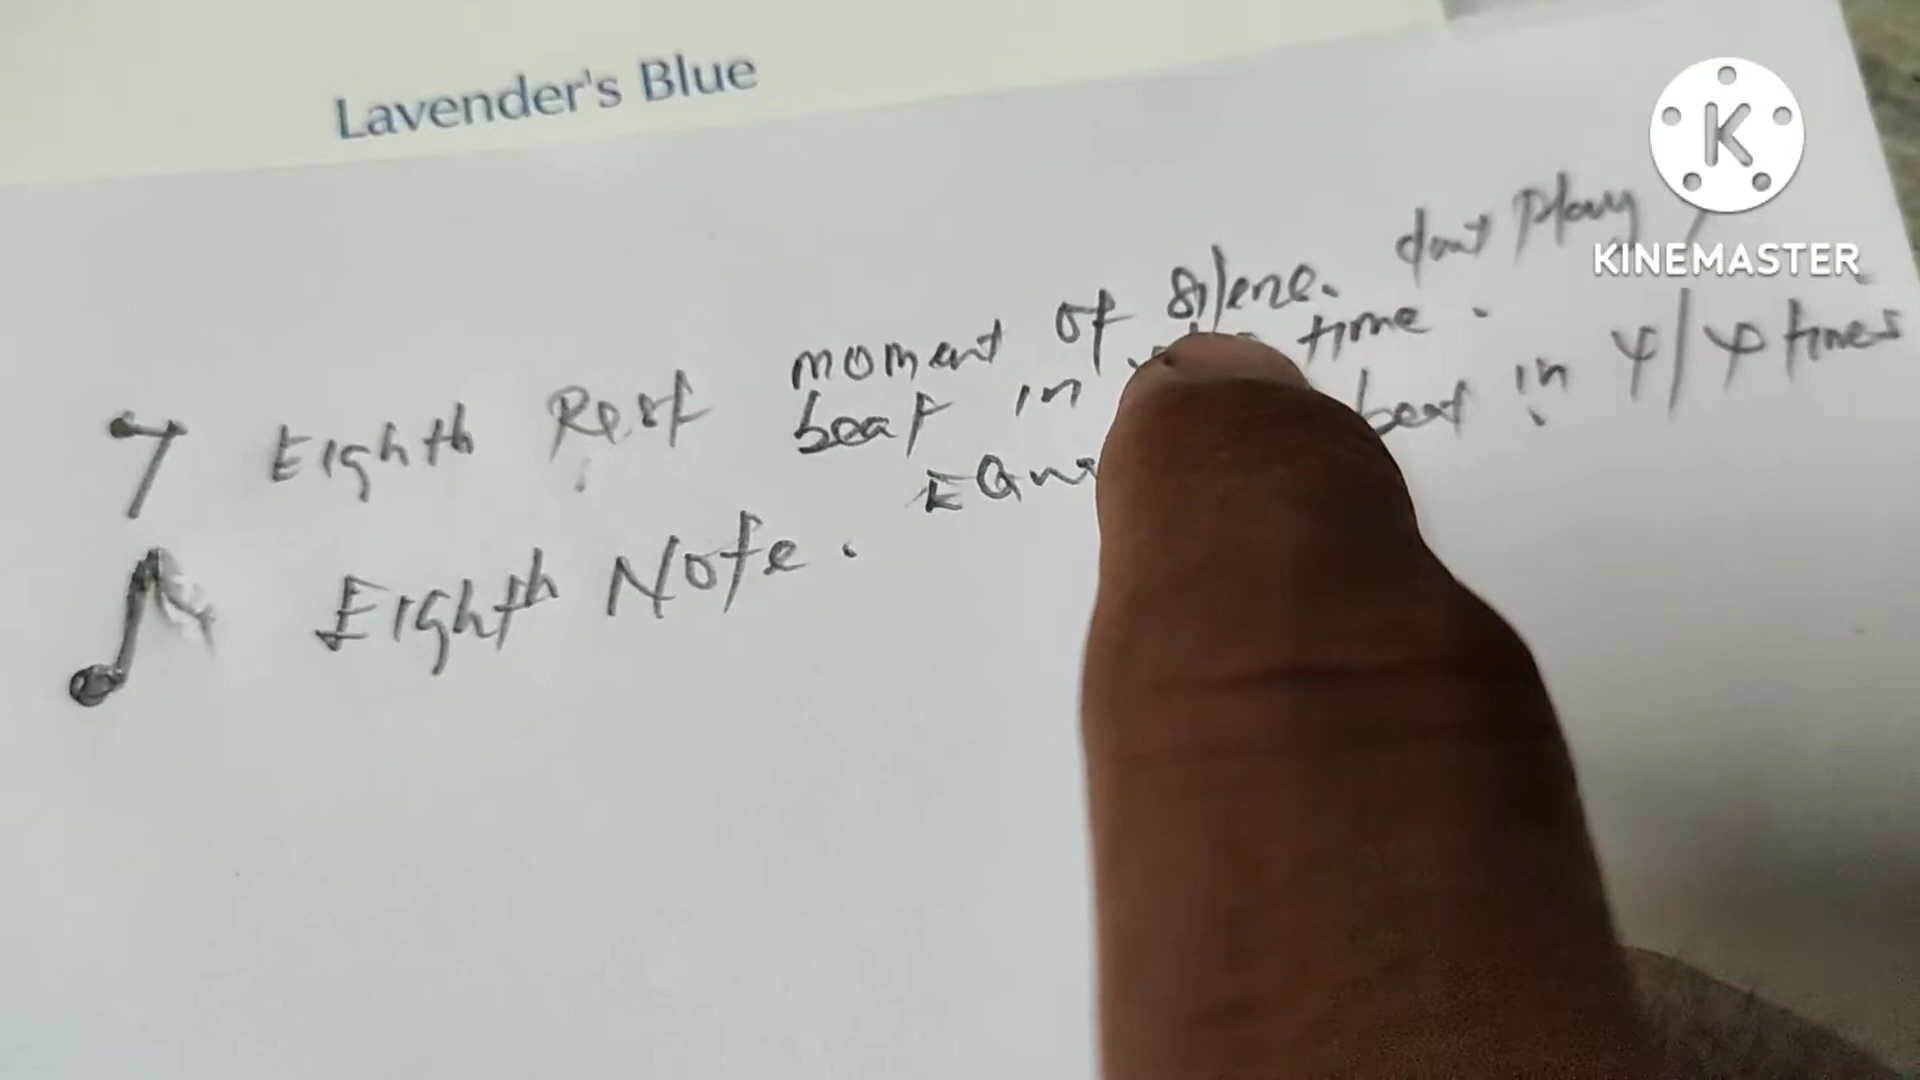 Lavender's Blue
KINEMASTER
Eighth Rest moment of Silence. dont Play
beat in time.
Eighth Note. beat in 4/4 times